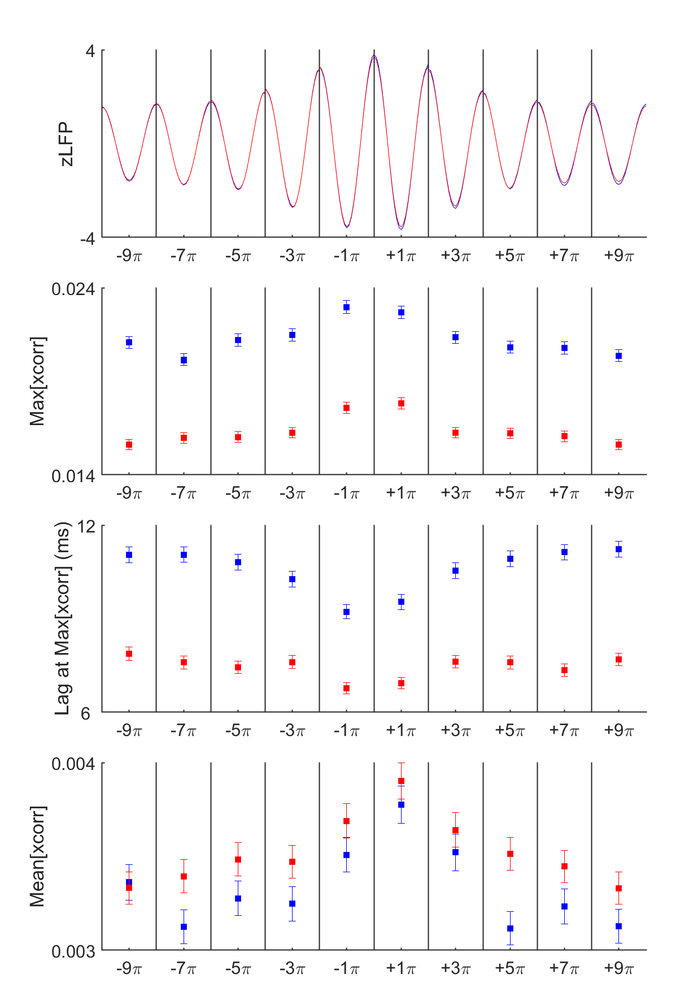 4
zLFP
-4
-9π -7π -5π -3π -1π +1π +3π +5π +7π +9π
0.024
Max[xcorr]
0.014
-9π -7π -5π -3π -1π +1π +3π +5π +7π +9π
12
Lag at Max[xcorr] (ms)
6
-9π -7π -5π -3π -1π +1π +3π +5π +7π +9π
0.004
Mean[xcorr]
0.003
-9π -7π -5π -3π -1π +1π +3π +5π +7π +9π